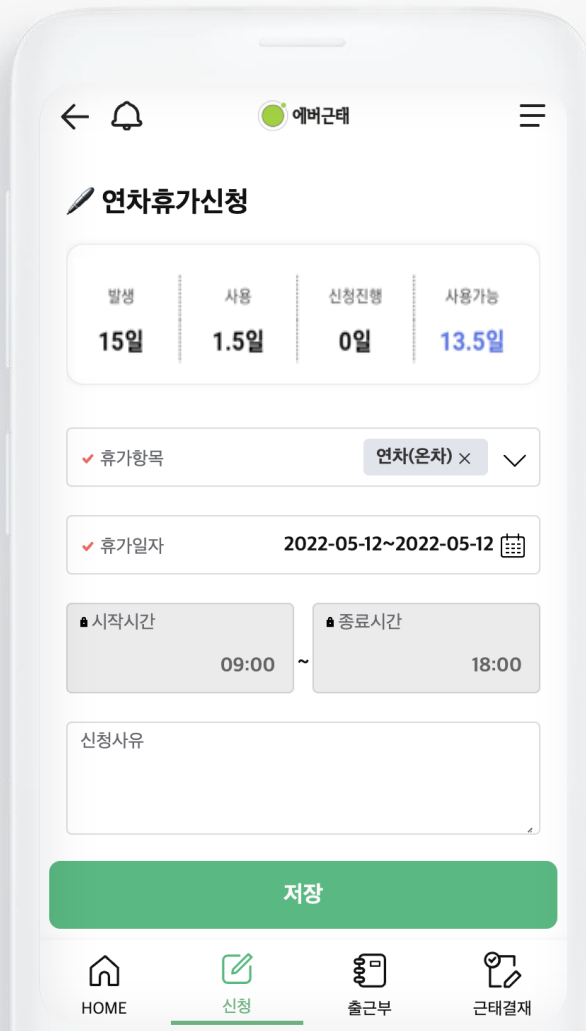 에버근태
연차휴가신청
발생 사용 신청진행 사용가능
15일 1.5일 0일 13.5일
휴가항목 연차(온차) ×
휴가일자 2022-05-12~2022-05-12
시작시간 종료시간
09:00 ~ 18:00
신청사유
저장
HOME 신청 출근부 근태결재